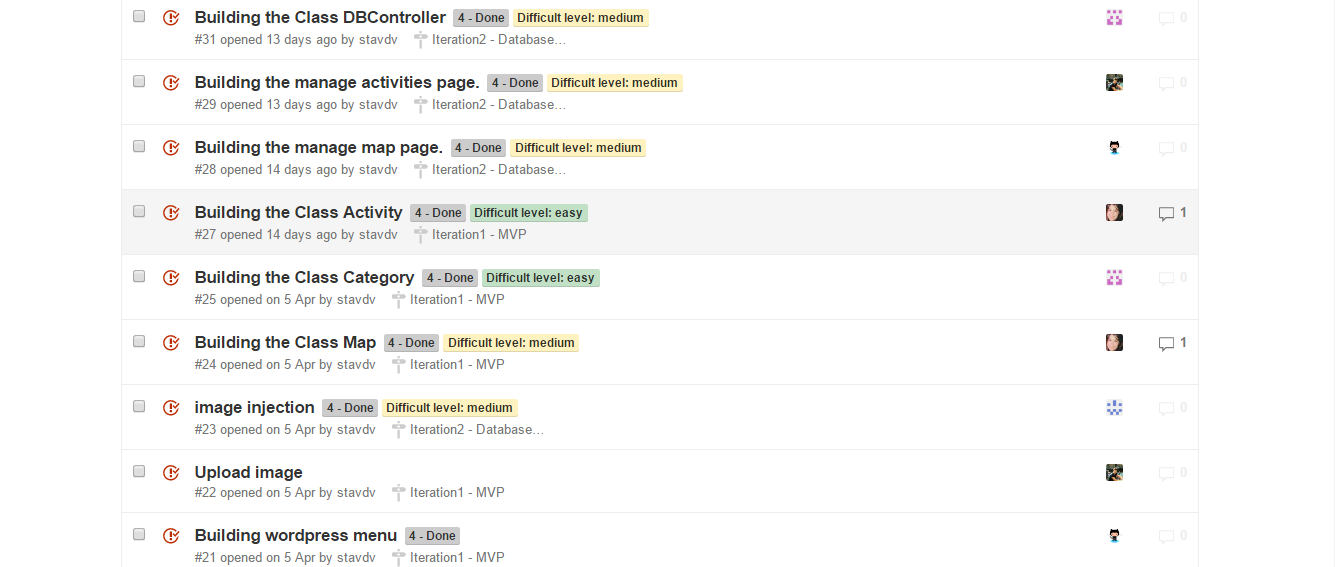 Building the Class DBController 4 - Done Difficult level: medium 0
#31 opened 13 days ago by stavdv Iteration2 - Database...
Building the manage activities page. 4 - Done Difficult level: medium 0
#29 opened 13 days ago by stavdv Iteration2 - Database...
Building the manage map page. 4 - Done Difficult level: medium 0
#28 opened 14 days ago by stavdv Iteration2 - Database...
Building the Class Activity 4 - Done Difficult level: easy 1
#27 opened 14 days ago by stavdv Iteration1 - MVP
Building the Class Category 4 - Done Difficult level: easy 0
#25 opened on 5 Apr by stavdv Iteration1 - MVP
Building the Class Map 4 - Done Difficult level: medium 1
#24 opened on 5 Apr by stavdv Iteration1 - MVP
image injection 4 - Done Difficult level: medium 0
#23 opened on 5 Apr by stavdv Iteration2 - Database...
Upload image 0
#22 opened on 5 Apr by stavdv Iteration1 - MVP
Building wordpress menu 4 - Done 0
#21 opened on 5 Apr by stavdv Iteration1 - MVP